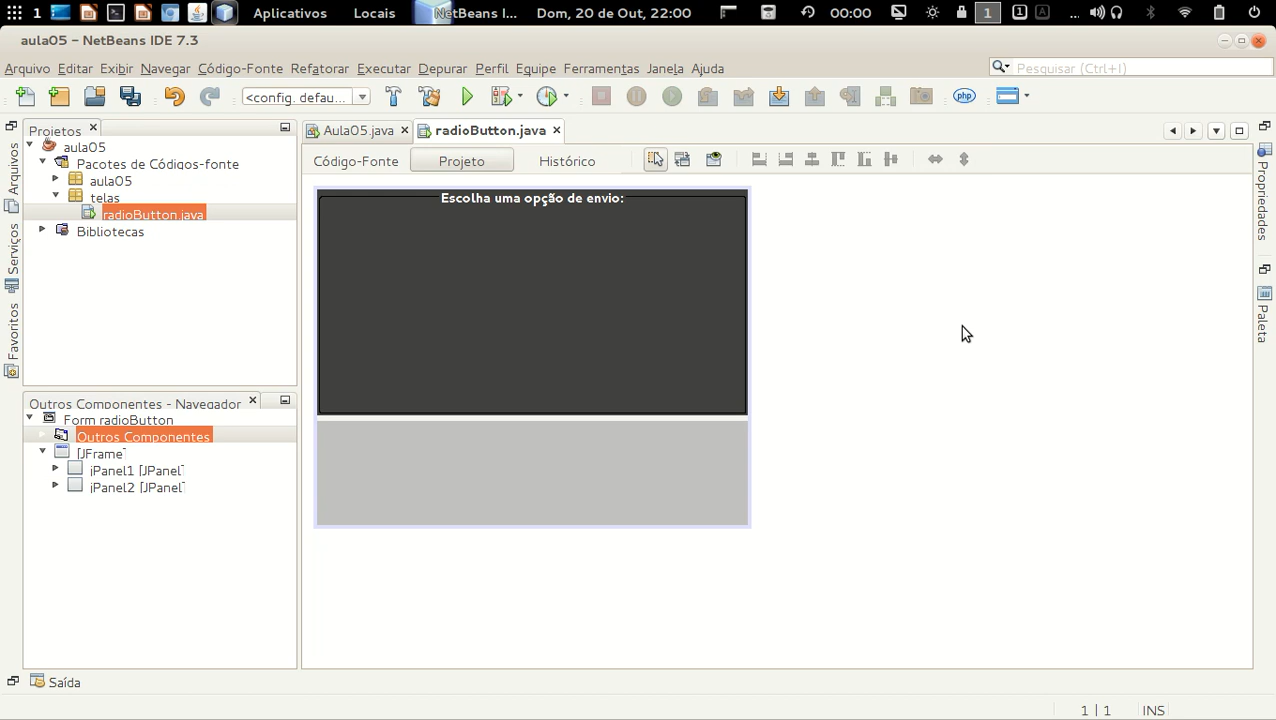 1 Aplicativos Locais NetBeans I... Dom, 20 de Out, 22:00 00:00 1 1 A ...
aula05 - NetBeans IDE 7.3
Arquivo Editar Exibir Navegar Código-Fonte Refatorar Executar Depurar Perfil Equipe Ferramentas Janela Ajuda Pesquisar (Ctrl+I)
<config. defau... php
Projetos
Aula05.java radioButton.java
Código-Fonte Projeto Histórico
aula05
Pacotes de Códigos-fonte
aula05
telas
radioButton.java
Bibliotecas
Arquivos
Serviços
Favoritos
Escolha uma opção de envio:
Outros Componentes - Navegador
Form radioButton
Outros Componentes
[JFrame]
jPanel1 [JPanel]
jPanel2 [JPanel]
Propriedades
Paleta
Saída
1 | 1 INS